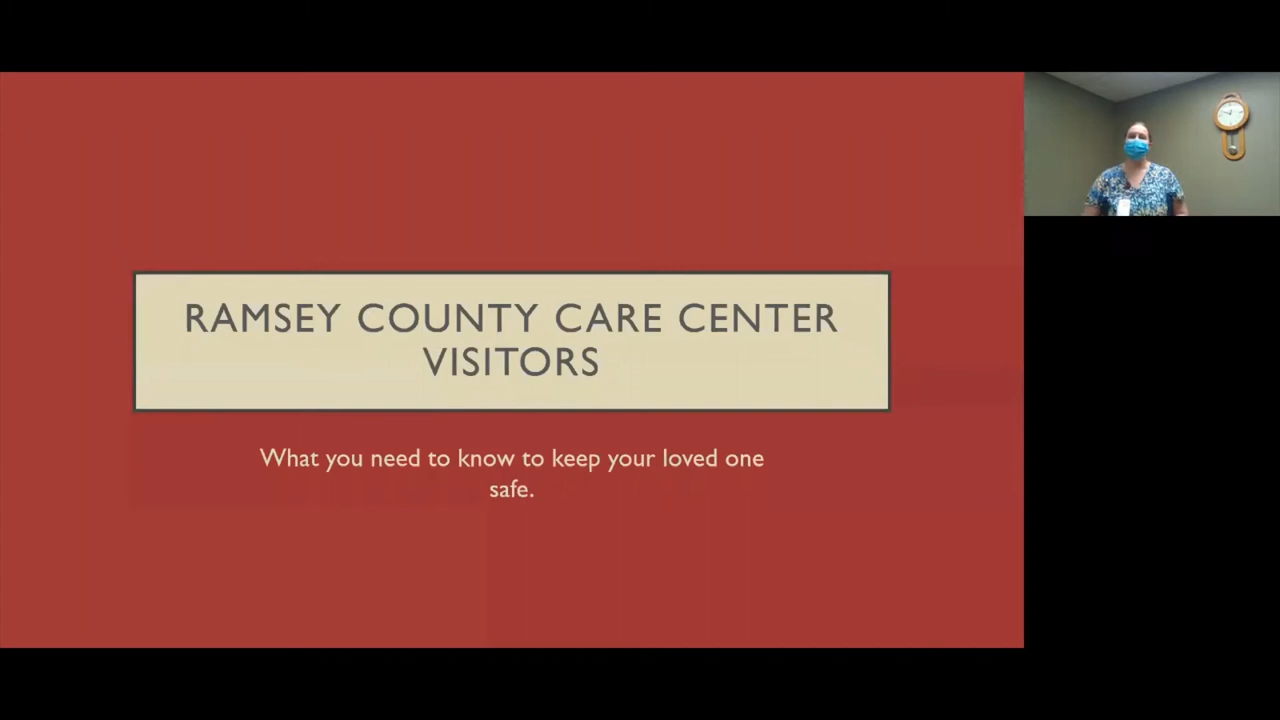 RAMSEY COUNTY CARE CENTER
VISITORS
What you need to know to keep your loved one
safe.